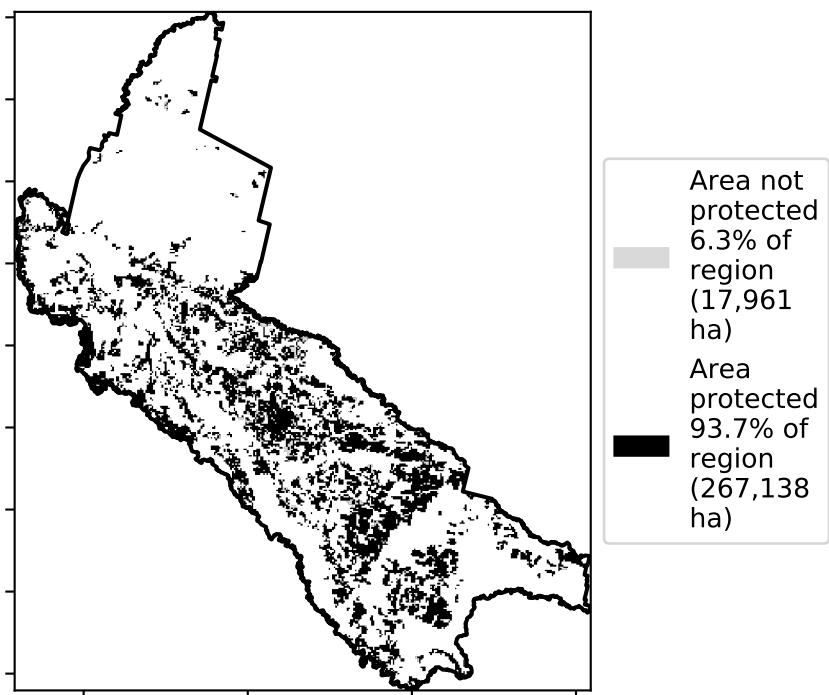 Area not
protected
6.3% of
region
(17,961
ha)
Area
protected
93.7% of
region
(267,138
ha)